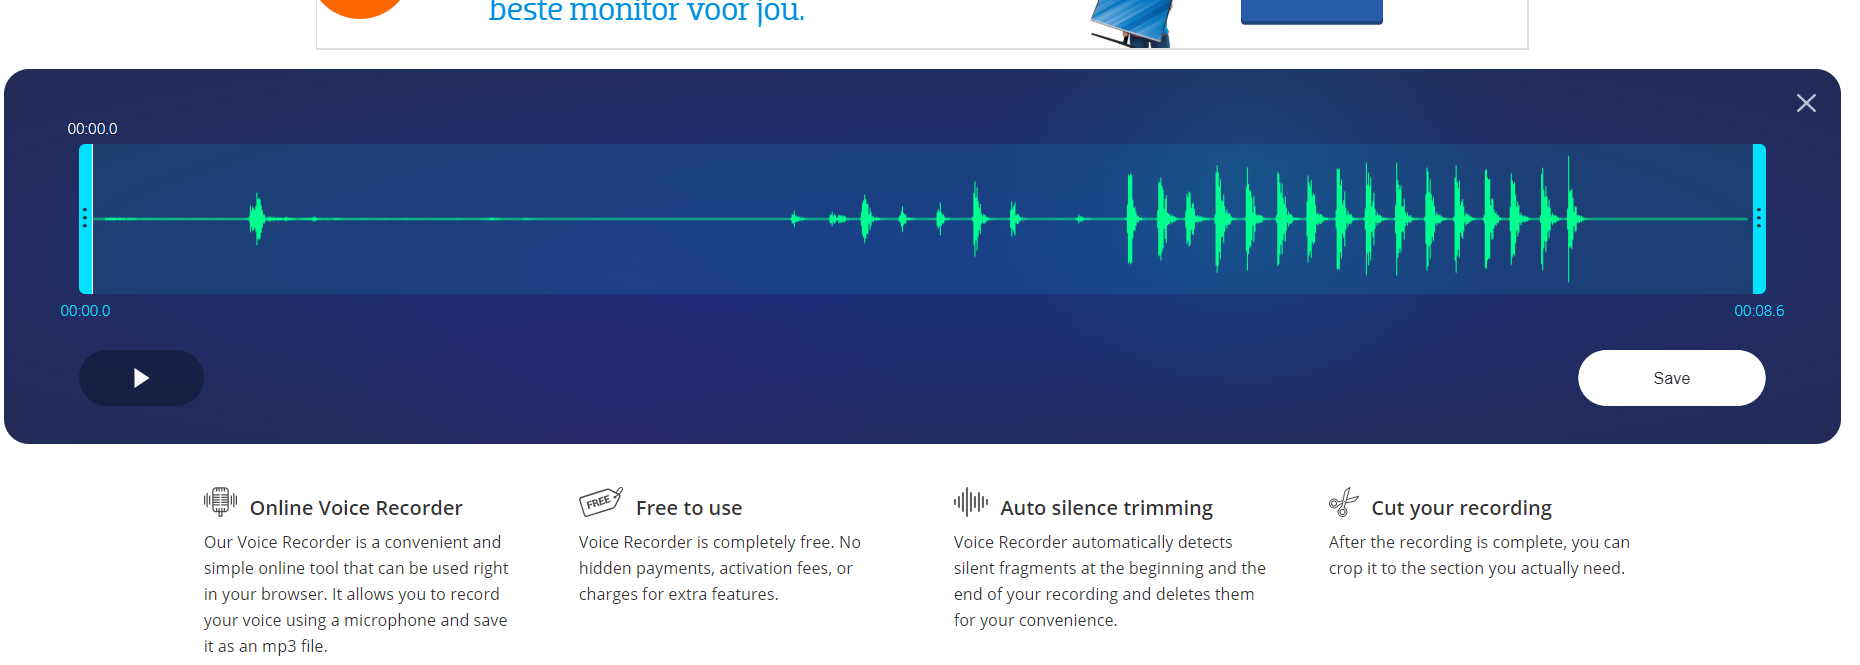 beste monitor voor jou.
00:00.0
00:00.0
00:08.6
Save
Online Voice Recorder
Our Voice Recorder is a convenient and
simple online tool that can be used right
in your browser. It allows you to record
your voice using a microphone and save
it as an mp3 file.
FREE
Free to use
Voice Recorder is completely free. No
hidden payments, activation fees, or
charges for extra features.
Auto silence trimming
Voice Recorder automatically detects
silent fragments at the beginning and the
end of your recording and deletes them
for your convenience.
Cut your recording
After the recording is complete, you can
crop it to the section you actually need.